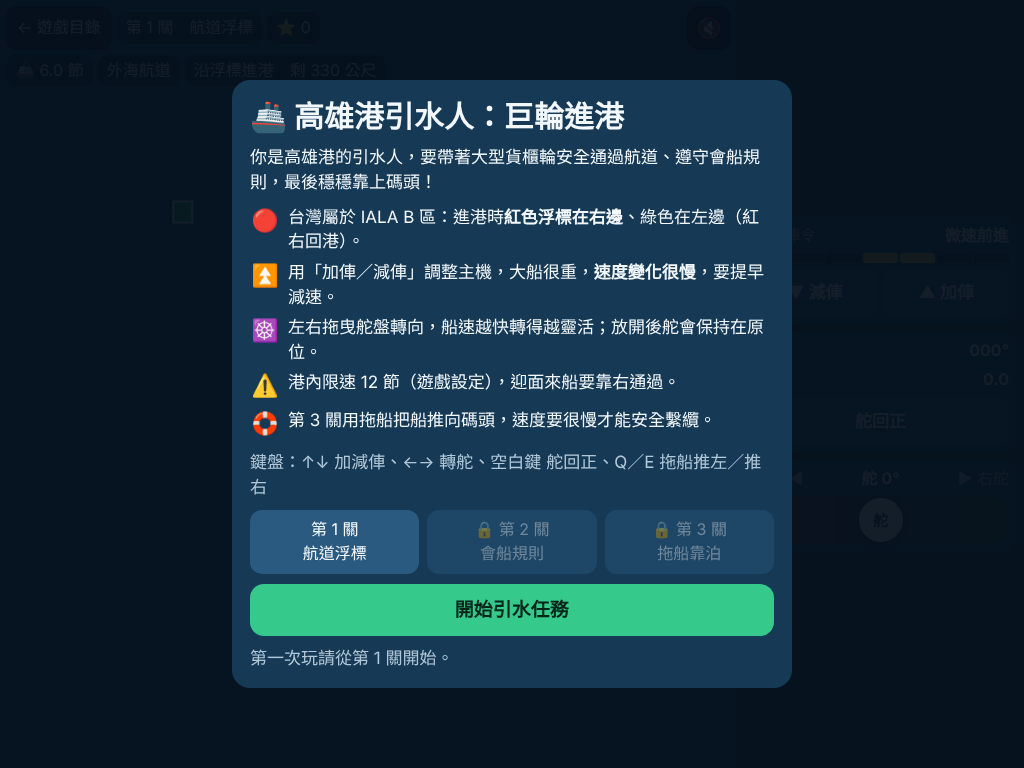 ← 遊戲目錄
第 1 關 航道浮標
0
6.0 節
外海航道
沿浮標進港 剩 330 公尺
高雄港引水人：巨輪進港
你是高雄港的引水人，要帶著大型貨櫃輪安全通過航道、遵守會船規
則，最後穩穩靠上碼頭！
台灣屬於 IALA B 區：進港時紅色浮標在右邊、綠色在左邊（紅
右回港）。
用「加俥／減俥」調整主機，大船很重，速度變化很慢，要提早
減速。
左右拖曳舵盤轉向，船速越快轉得越靈活；放開後舵會保持在原
位。
港內限速 12 節（遊戲設定），迎面來船要靠右通過。
第 3 關用拖船把船推向碼頭，速度要很慢才能安全繫纜。
鍵盤：↑↓ 加減俥、←→ 轉舵、空白鍵 舵回正、Q／E 拖船推左／推
右
第 1 關
航道浮標
第 2 關
會船規則
第 3 關
拖船靠泊
開始引水任務
第一次玩請從第 1 關開始。
令
微速前進
▼ 減俥
▲ 加俥
000°
0.0
舵回正
◀
舵 0°
▶ 右舵
舵